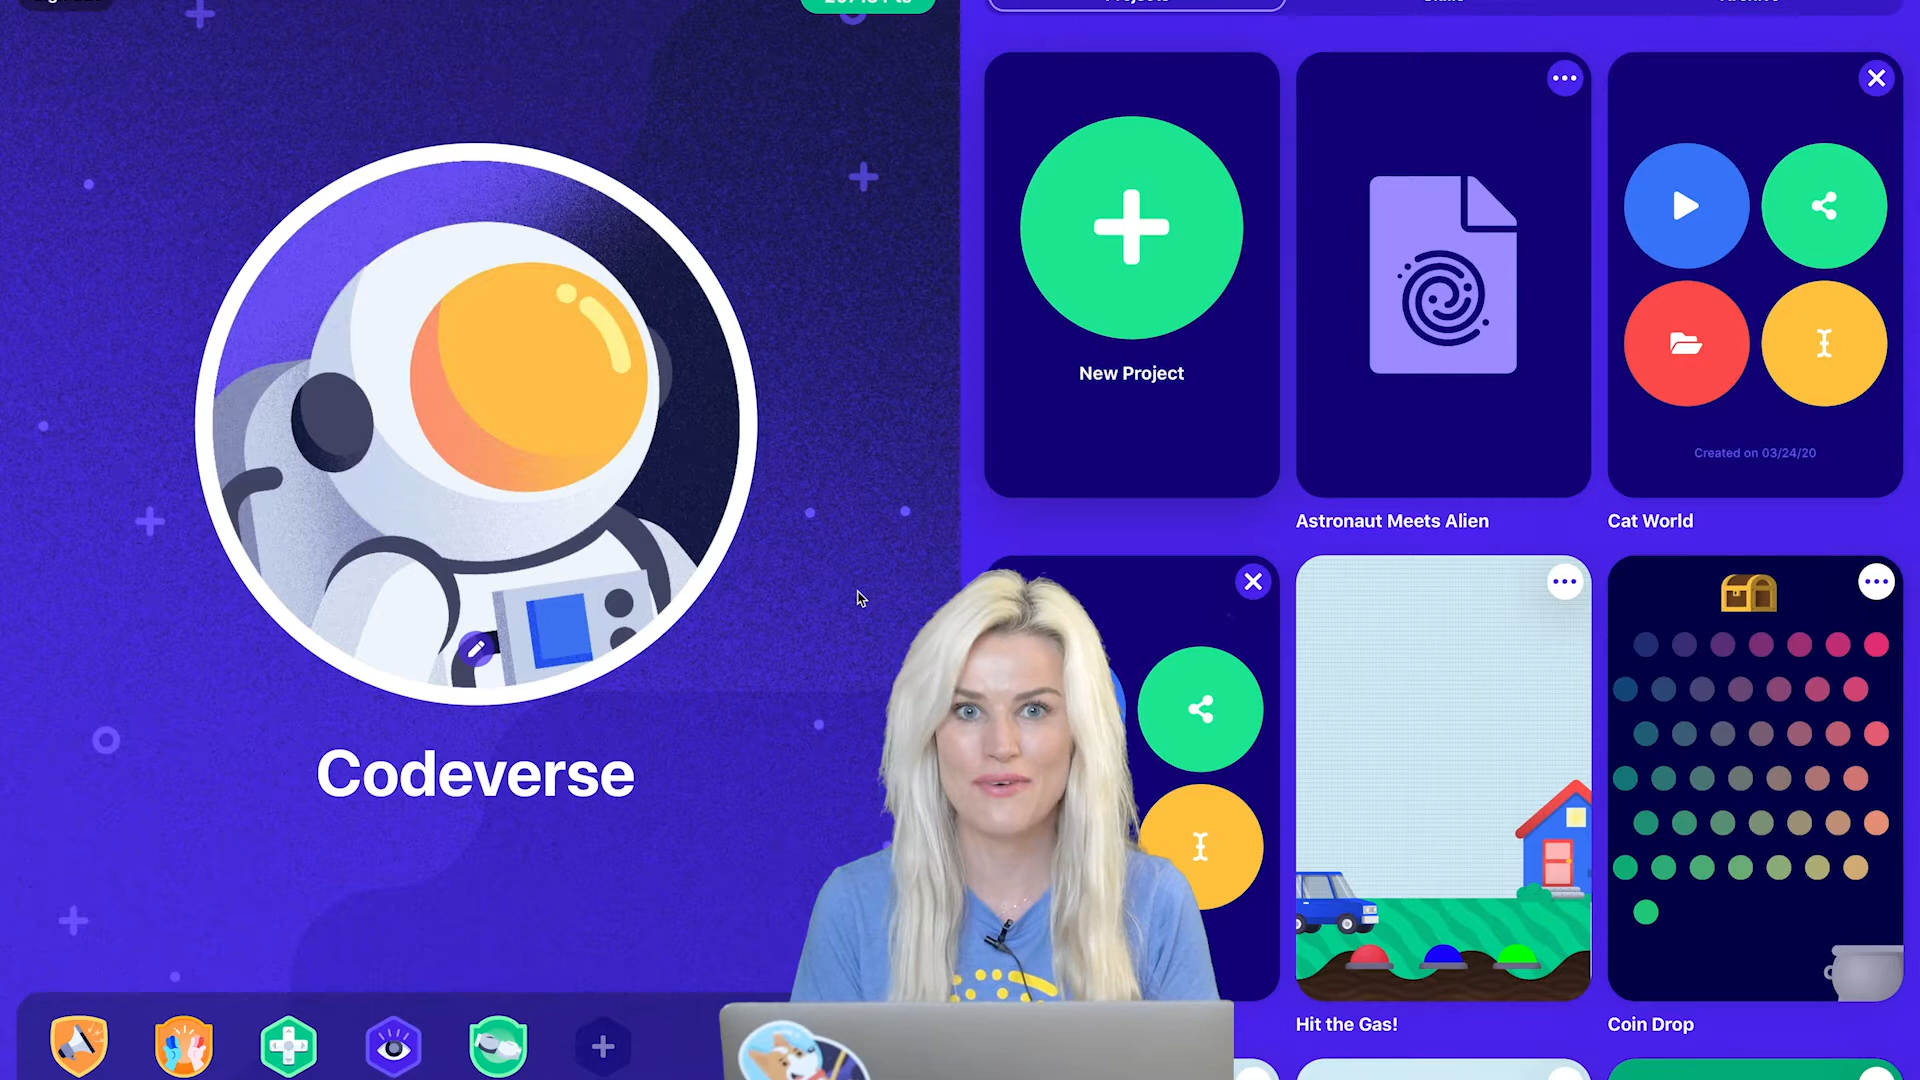 New Project
Created on 03/24/20
Astronaut Meets Alien
Cat World
Codeverse
Hit the Gas!
Coin Drop